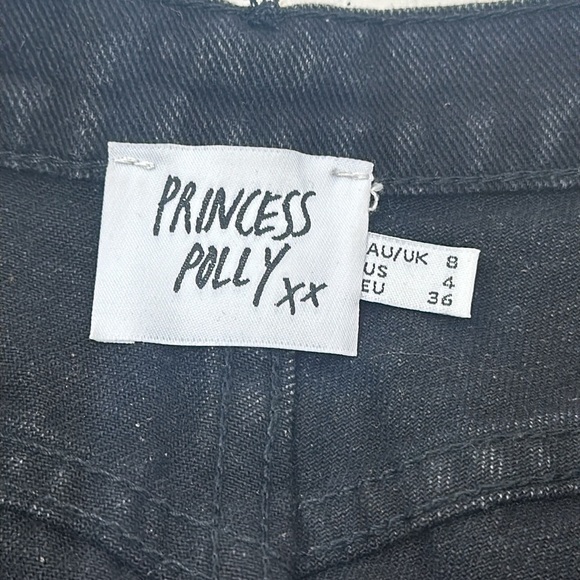 PRINCESS
POLLY xx
AU/UK 8
US 4
EU 36